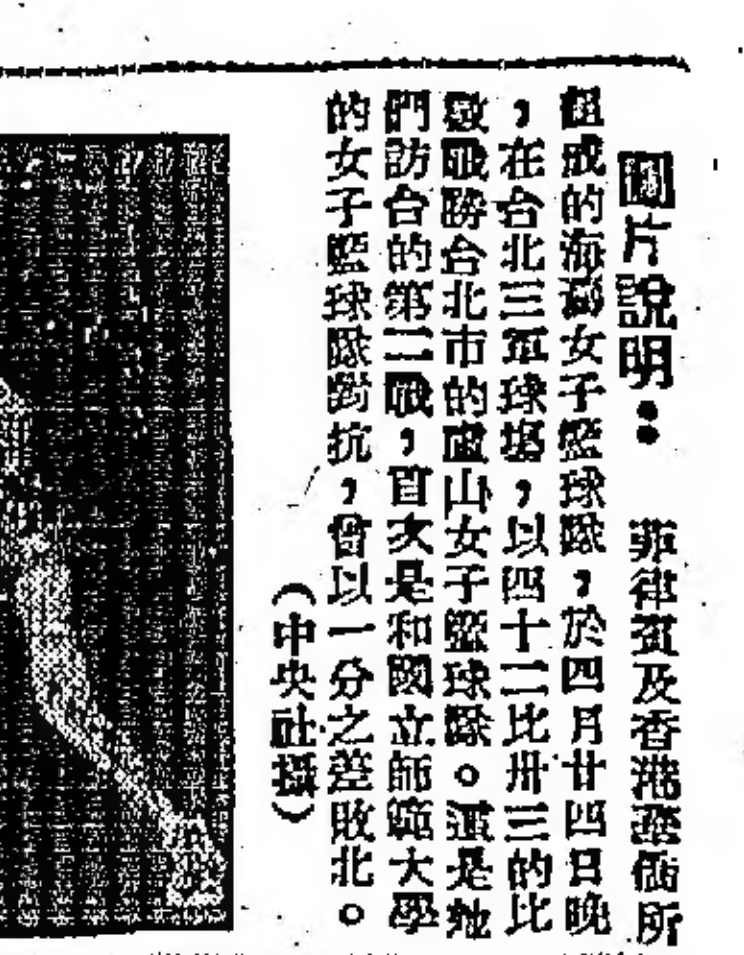 圖片說明：　菲律賓及香港華僑所
組成的海燕女子籃球隊，於四月廿四日晚
，在台北三軍球場，以四十二比卅三的比
數戰勝台北市的廬山女子籃球隊。這是她
們訪台的第二戰，首次是和國立師範大學
的女子籃球隊對抗，曾以一分之差敗北。
（中央社攝）